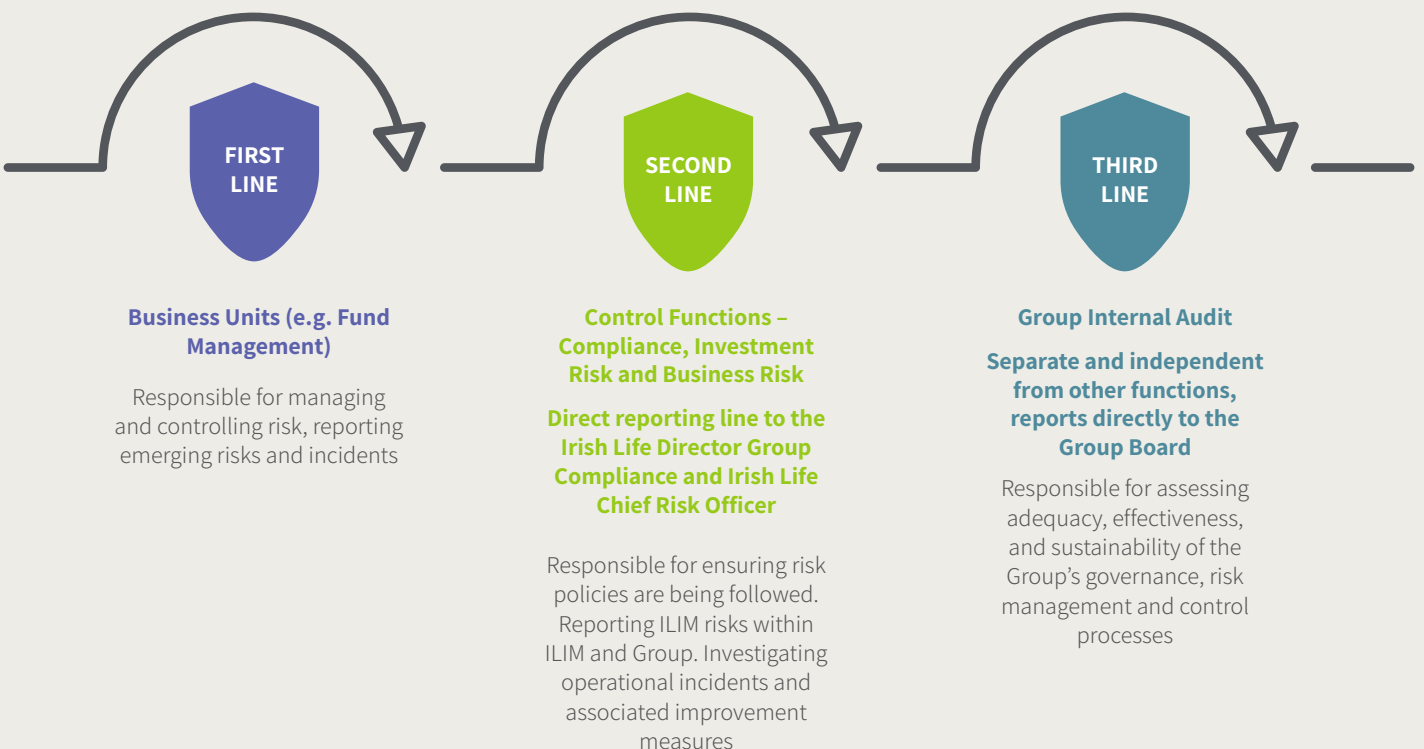 FIRST
LINE
Business Units (e.g. Fund
Management)
Responsible for managing
and controlling risk, reporting
emerging risks and incidents
SECOND
LINE
Control Functions –
Compliance, Investment
Risk and Business Risk
Direct reporting line to the
Irish Life Director Group
Compliance and Irish Life
Chief Risk Officer
Responsible for ensuring risk
policies are being followed.
Reporting ILIM risks within
ILIM and Group. Investigating
operational incidents and
associated improvement
measures
THIRD
LINE
Group Internal Audit
Separate and independent
from other functions,
reports directly to the
Group Board
Responsible for assessing
adequacy, effectiveness,
and sustainability of the
Group’s governance, risk
management and control
processes